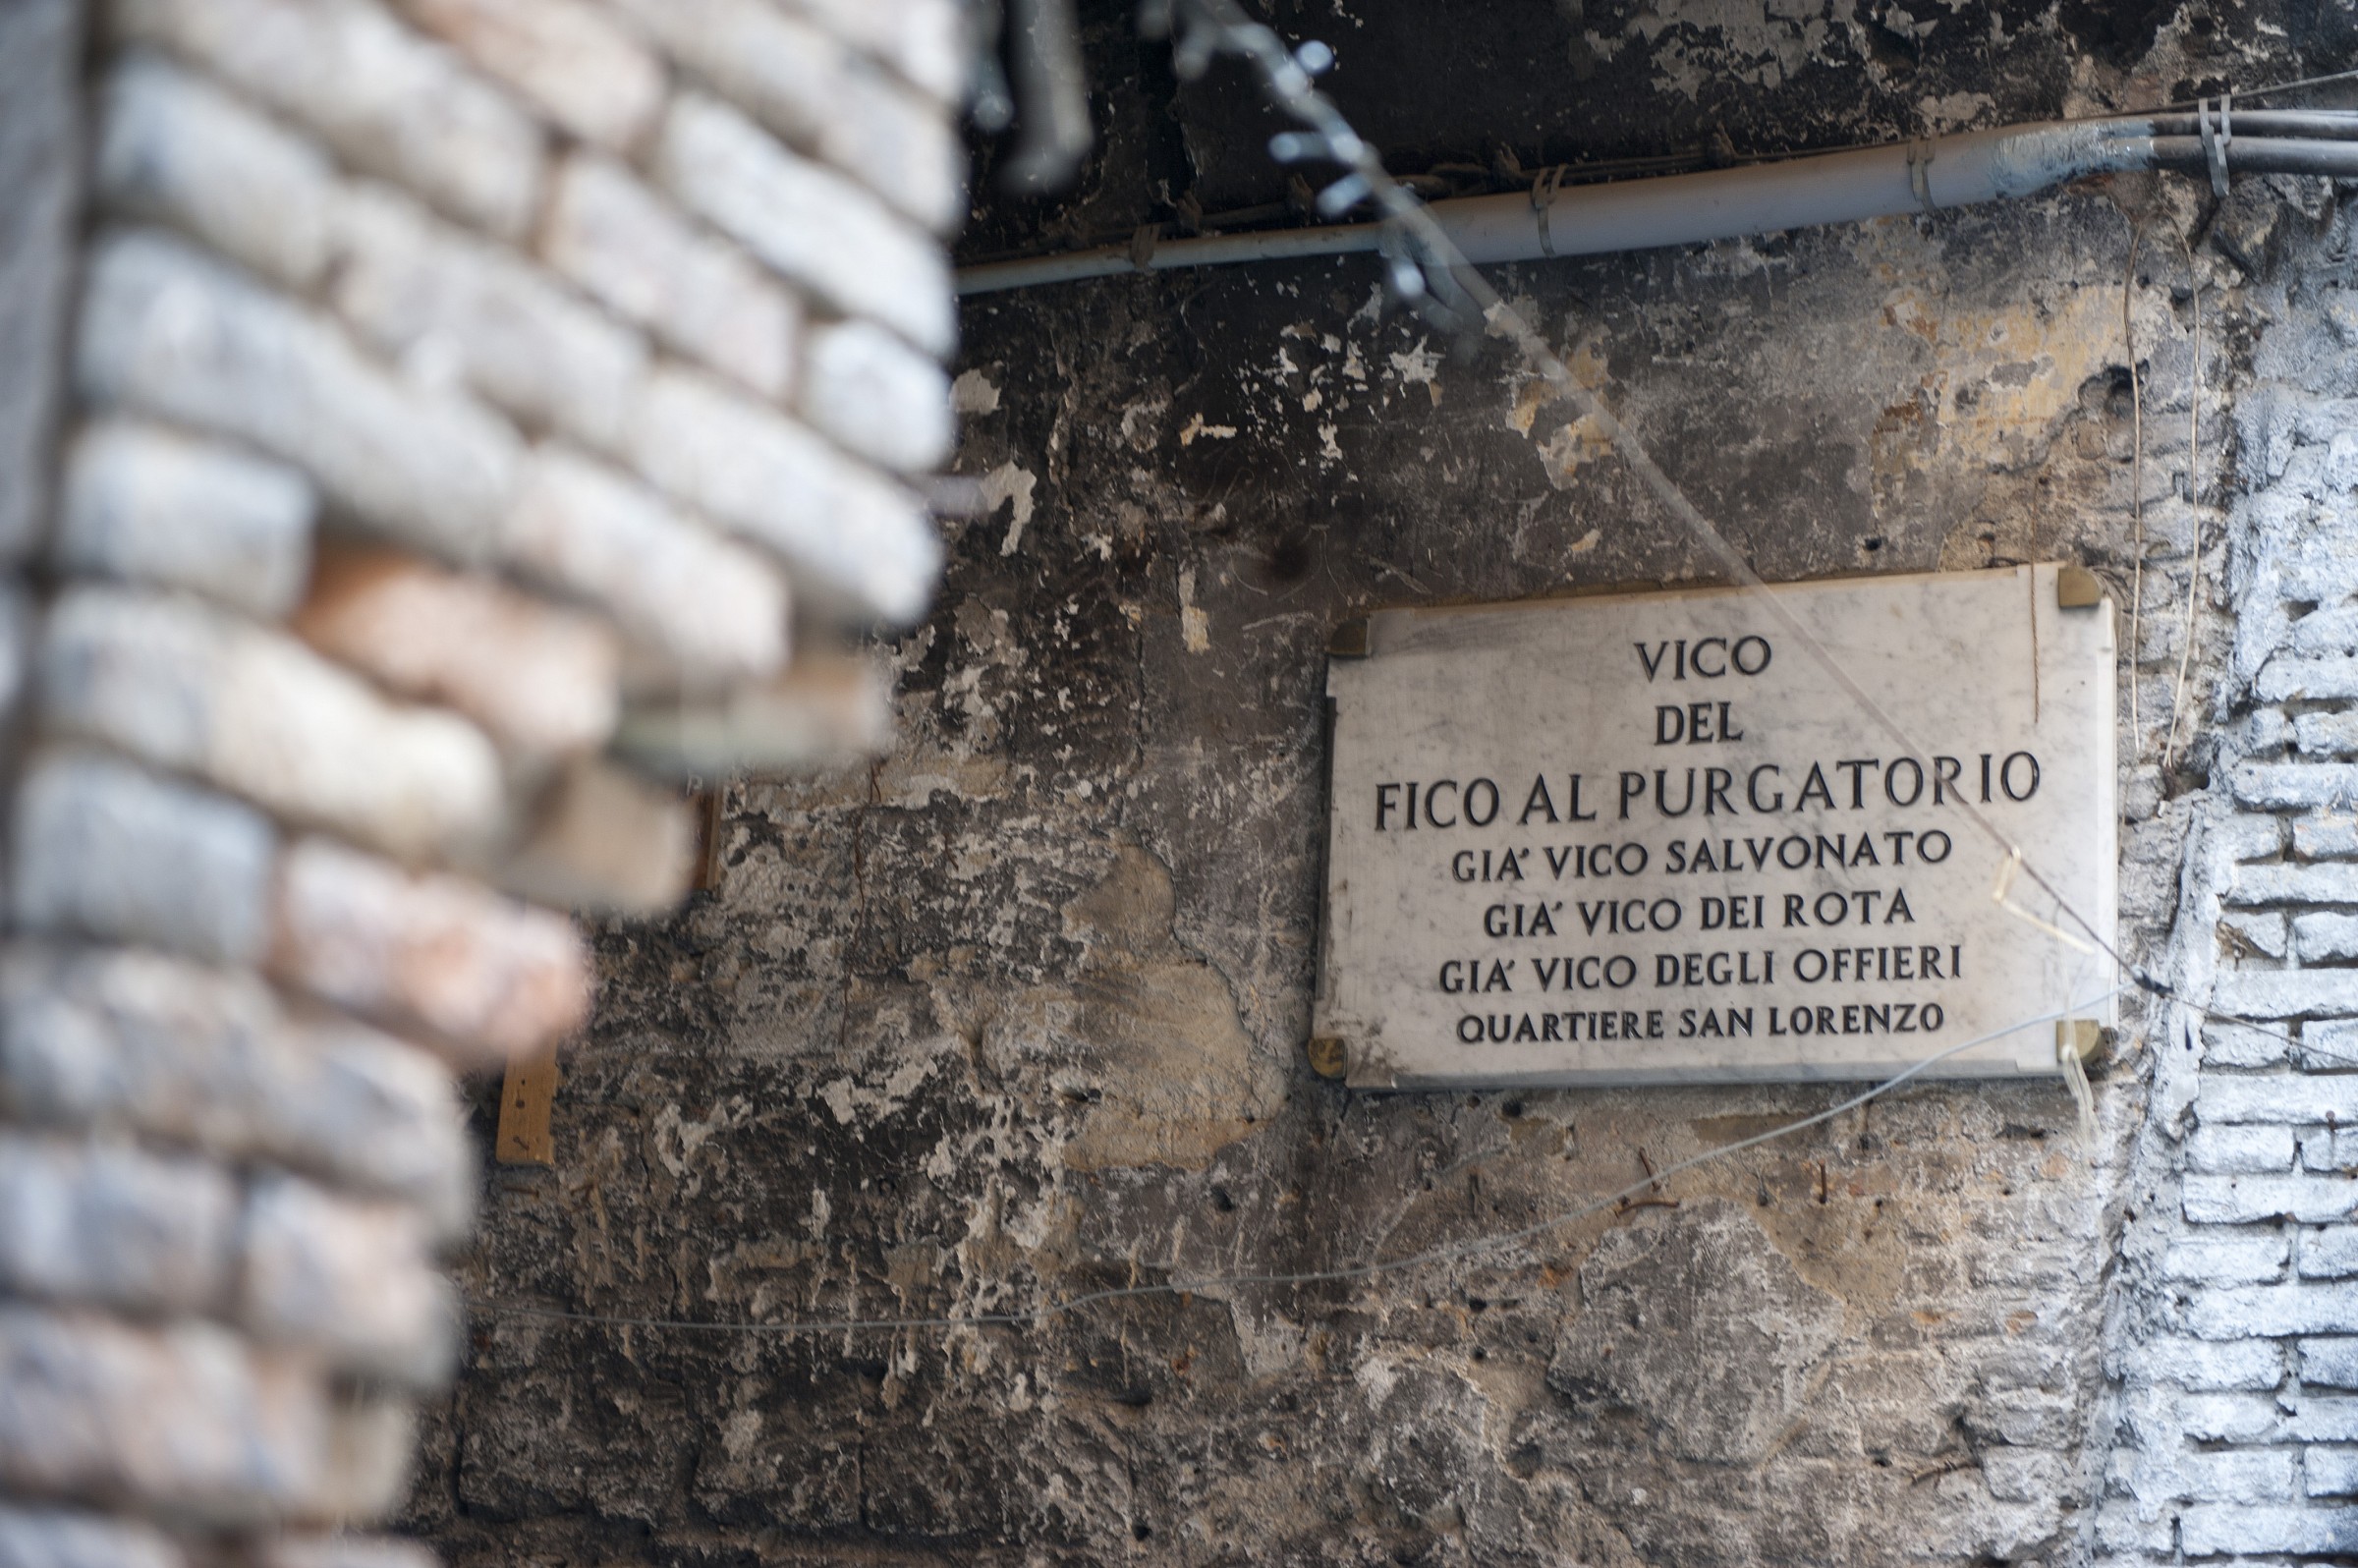 VICO
DEL
FICO AL PURGATORIO
GIA' VICO SALVONATO
GIA' VICO DEI ROTA
GIA' VICO DEGLI OFFIERI
QUARTIERE SAN LORENZO